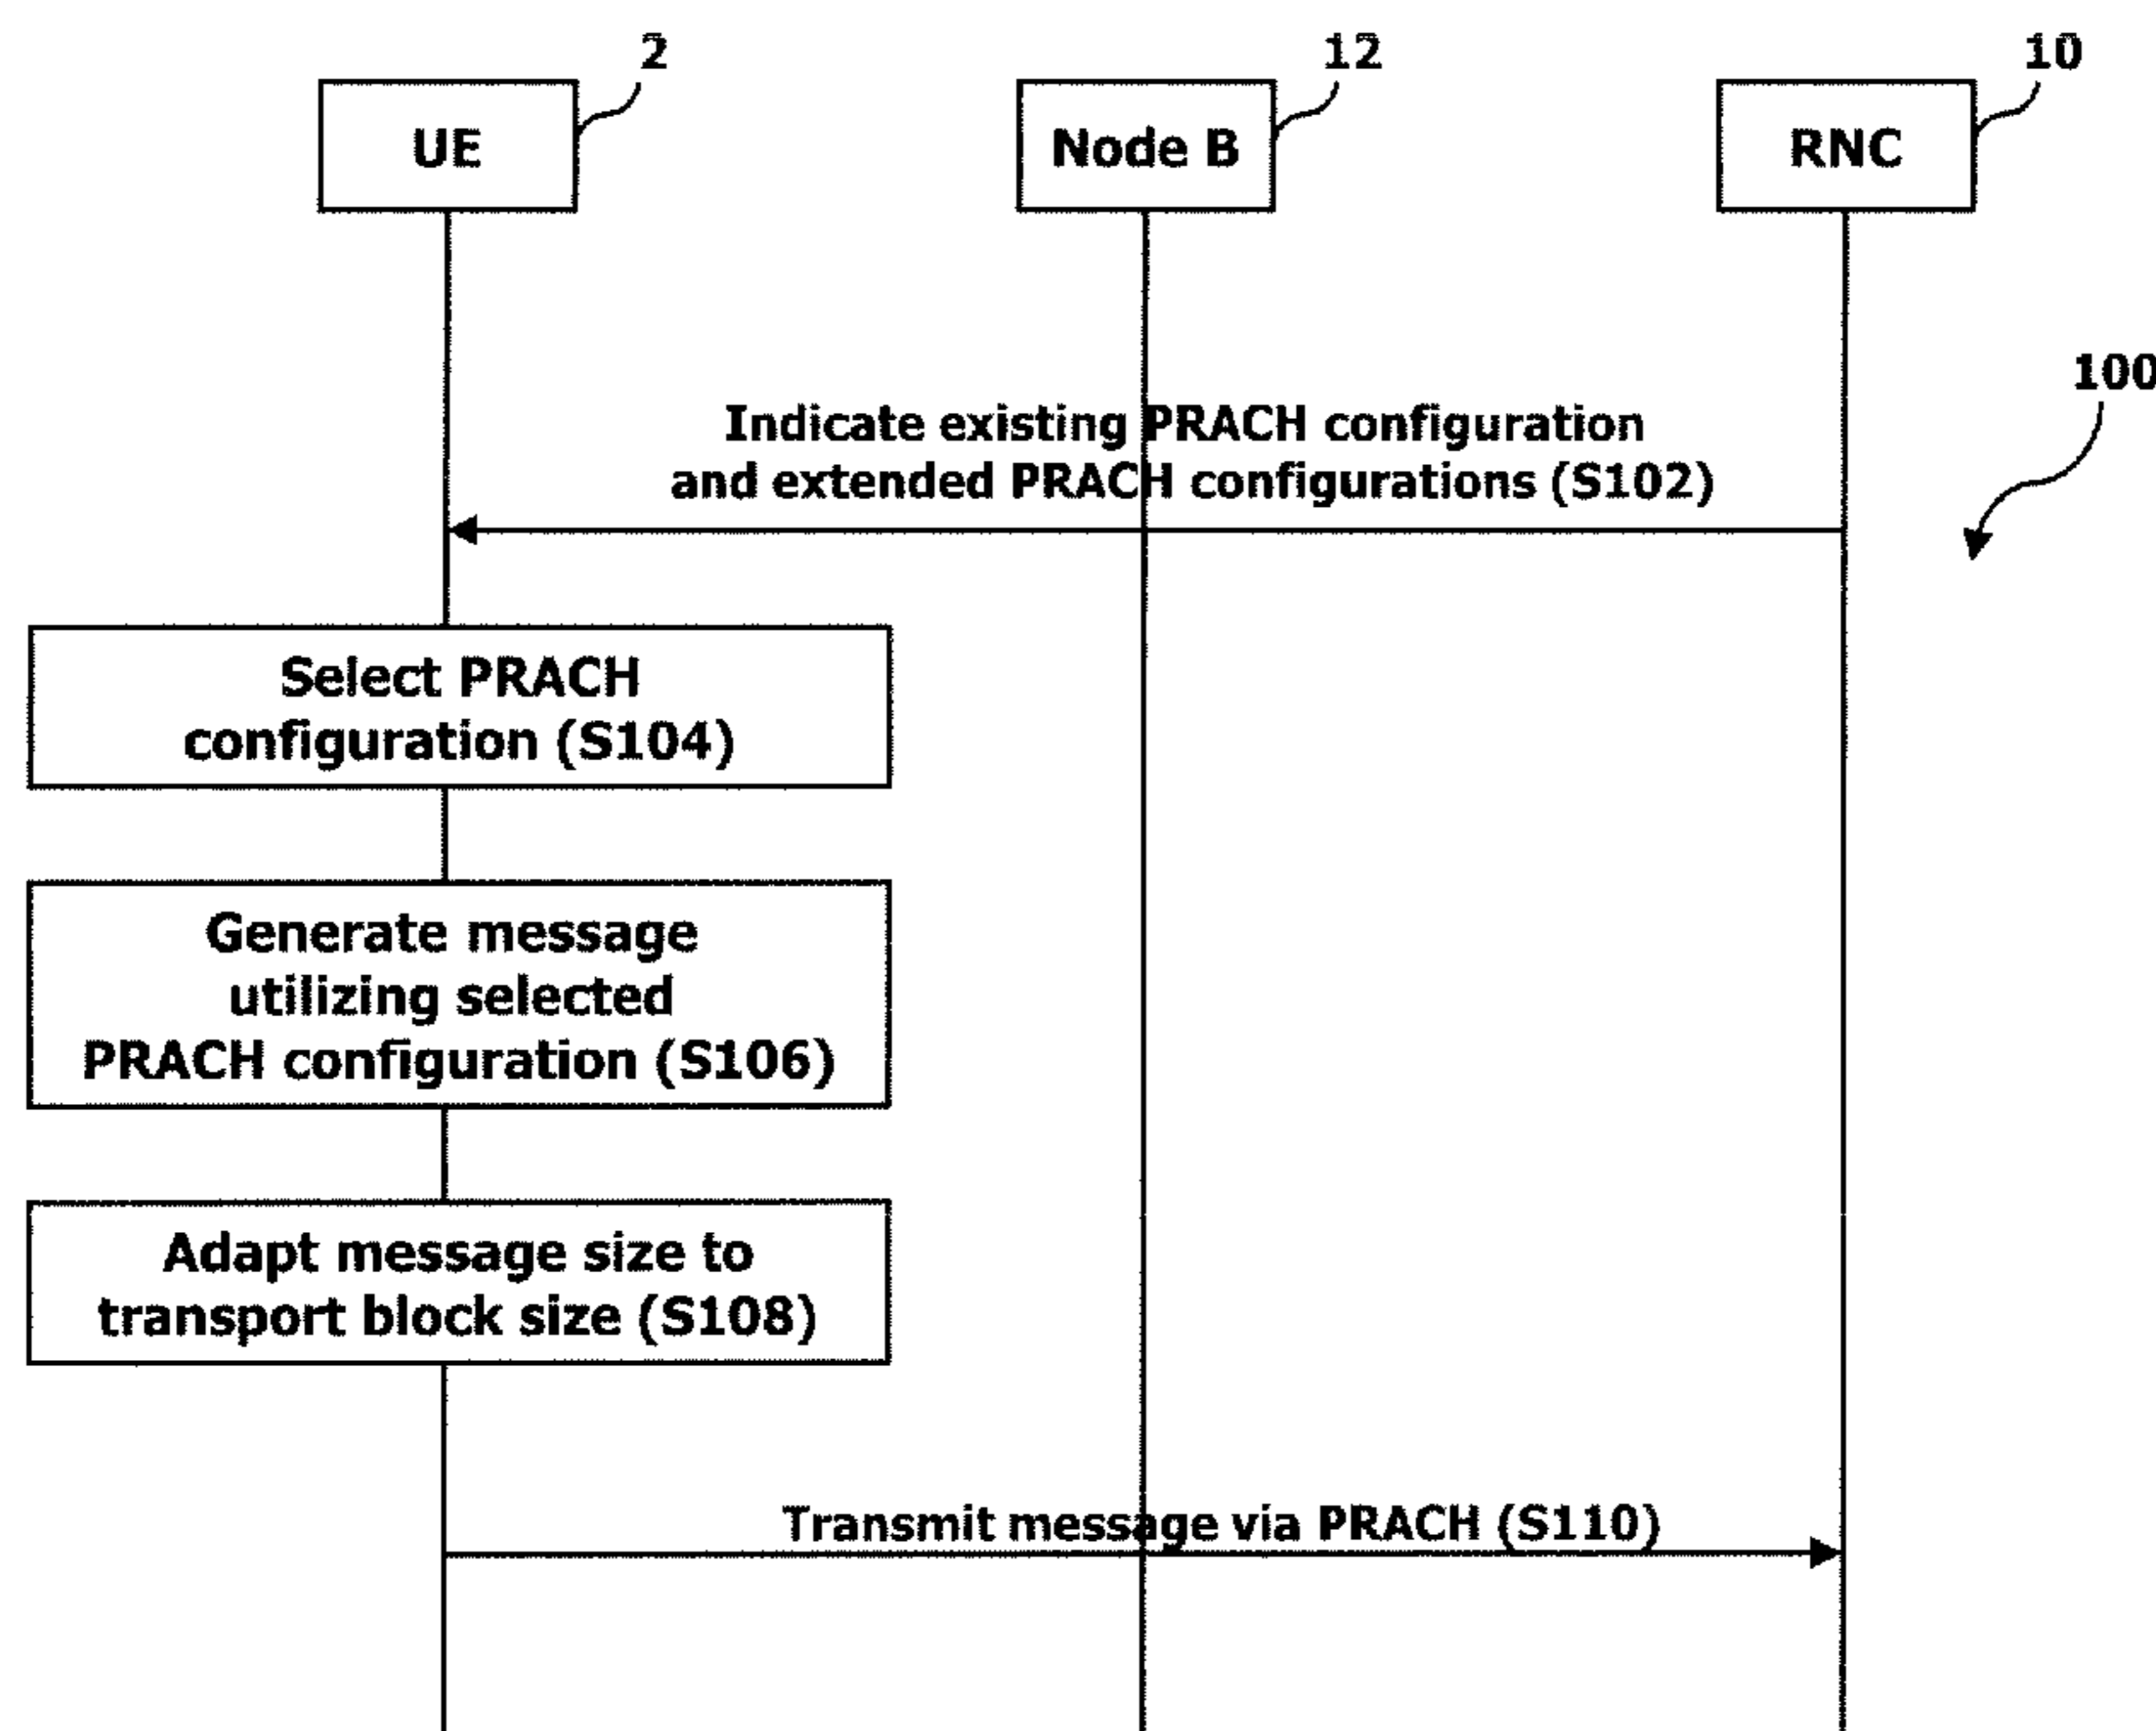 2
12
10
UE
Node B
RNC
100
Indicate existing PRACH configuration
and extended PRACH configurations (S102)
Select PRACH
configuration (S104)
Generate message
utilizing selected
PRACH configuration (S106)
Adapt message size to
transport block size (S108)
Transmit message via PRACH (S110)